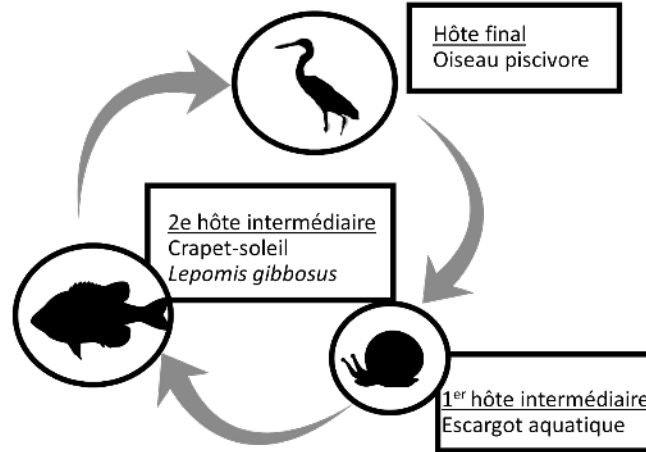 Hôte final
Oiseau piscivore
2e hôte intermédiaire
Crapet-soleil
Lepomis gibbosus
1er hôte intermédiaire
Escargot aquatique